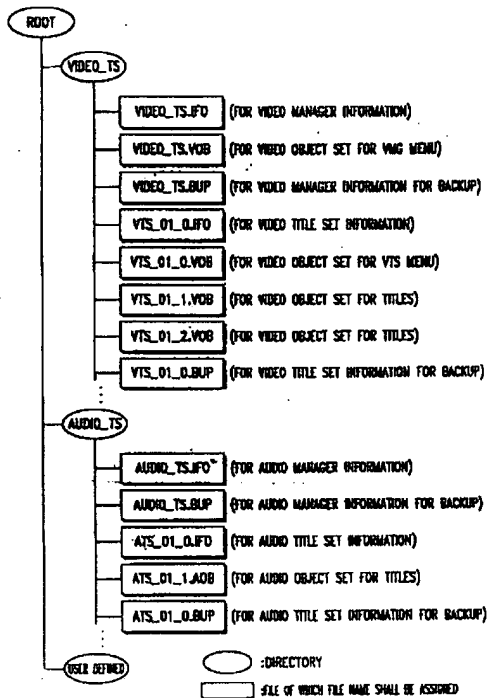 ROOT
VIDEO_TS
VIDEO_TS.IFO (FOR VIDEO MANAGER INFORMATION)
VIDEO_TS.VOB (FOR VIDEO OBJECT SET FOR VMG MENU)
VIDEO_TS.BUP (FOR VIDEO MANAGER INFORMATION FOR BACKUP)
VTS_01_0.IFO (FOR VIDEO TITLE SET INFORMATION)
VTS_01_0.VOB (FOR VIDEO OBJECT SET FOR VTS MENU)
VTS_01_1.VOB (FOR VIDEO OBJECT SET FOR TITLES)
VTS_01_2.VOB (FOR VIDEO OBJECT SET FOR TITLES)
VTS_01_0.BUP (FOR VIDEO TITLE SET INFORMATION FOR BACKUP)
AUDIO_TS
AUDIO_TS.IFO (FOR AUDIO MANAGER INFORMATION)
AUDIO_TS.BUP (FOR AUDIO MANAGER INFORMATION FOR BACKUP)
ATS_01_0.IFO (FOR AUDIO TITLE SET INFORMATION)
ATS_01_1.AOB (FOR AUDIO OBJECT SET FOR TITLES)
ATS_01_0.BUP (FOR AUDIO TITLE SET INFORMATION FOR BACKUP)
USER DEFINED
:DIRECTORY
:FILE OF WHICH FILE NAME SHALL BE ASSIGNED